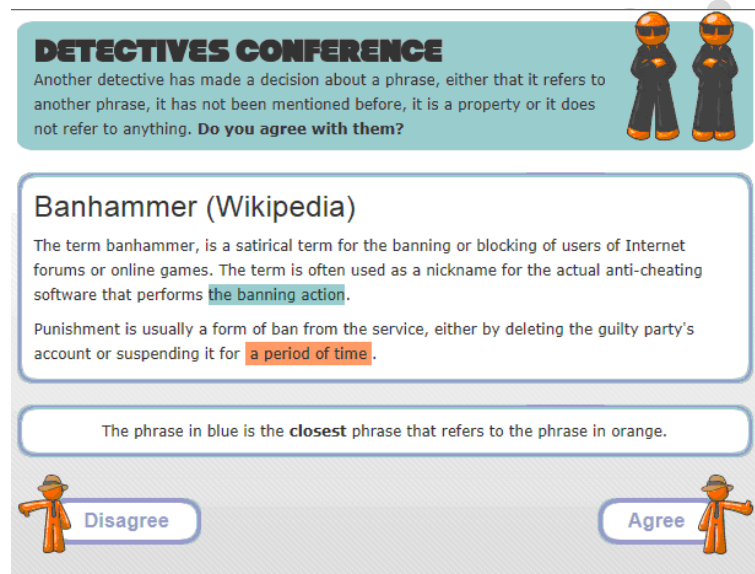 DETECTIVES CONFERENCE
Another detective has made a decision about a phrase, either that it refers to
another phrase, it has not been mentioned before, it is a property or it does
not refer to anything. Do you agree with them?
Banhammer (Wikipedia)
The term banhammer, is a satirical term for the banning or blocking of users of Internet
forums or online games. The term is often used as a nickname for the actual anti-cheating
software that performs the banning action.
Punishment is usually a form of ban from the service, either by deleting the guilty party's
account or suspending it for a period of time .
The phrase in blue is the closest phrase that refers to the phrase in orange.
Disagree
Agree